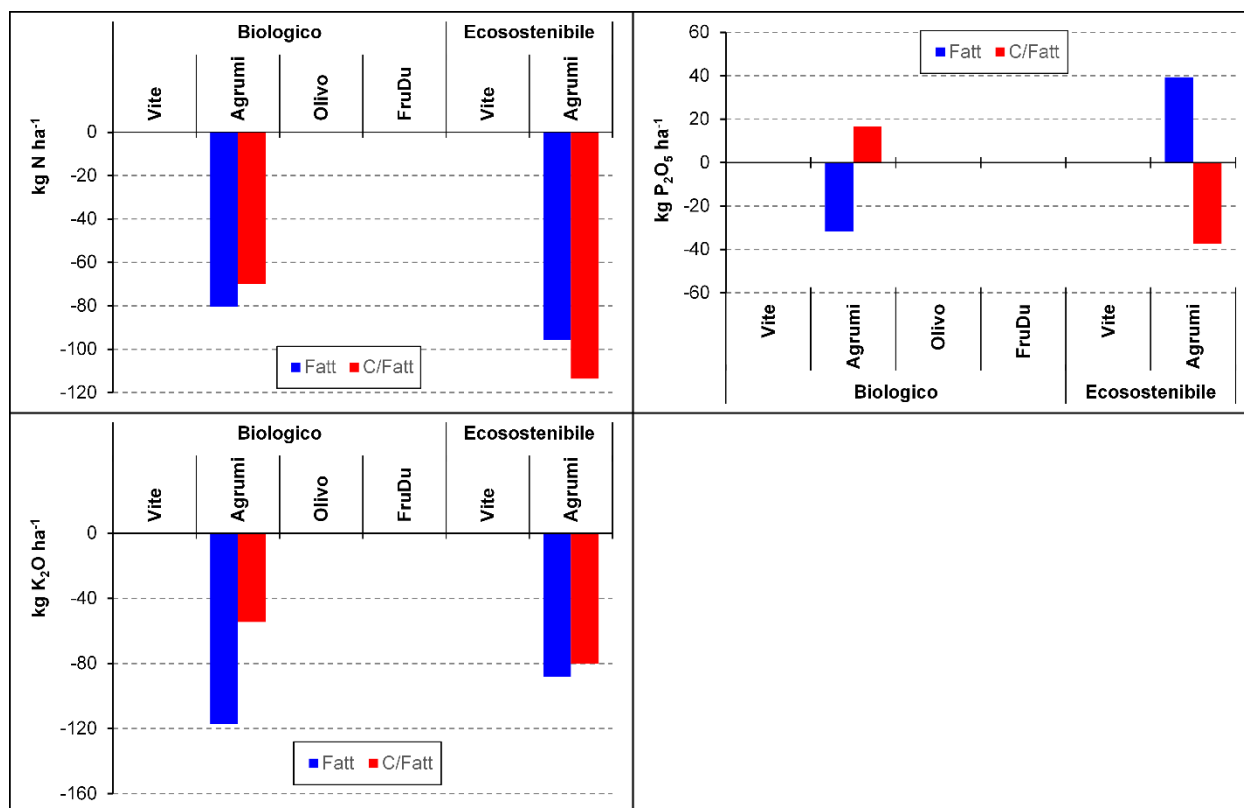 Biologico Ecosostenibile
Vite Agrumi Olivo FruDu Vite Agrumi
kg N ha⁻¹
0
-20
-40
-60
-80
-100
-120
Fatt C/Fatt
60
40
20
0
-20
-40
-60
kg P₂O₅ ha⁻¹
Fatt C/Fatt
Vite Agrumi Olivo FruDu Vite Agrumi
Biologico Ecosostenibile
Biologico Ecosostenibile
Vite Agrumi Olivo FruDu Vite Agrumi
kg K₂O ha⁻¹
0
-40
-80
-120
-160
Fatt C/Fatt